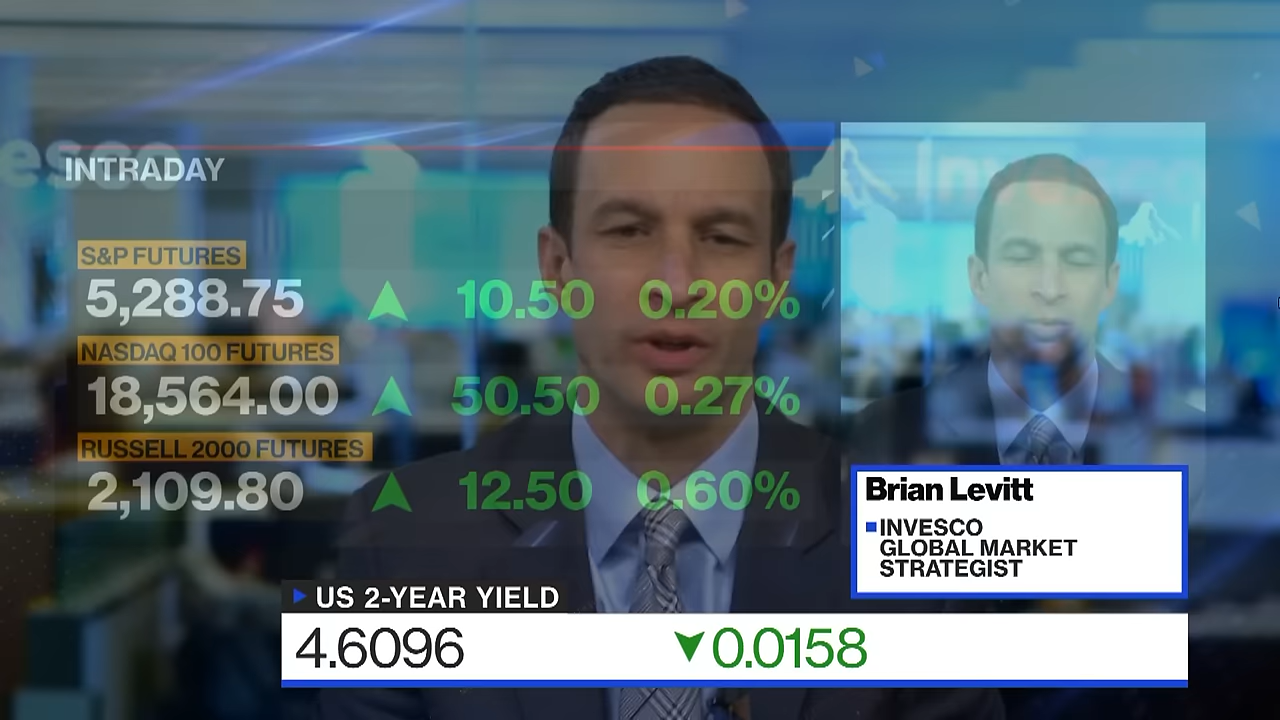 INTRADAY
S&P FUTURES
5,288.75 ▲ 10.50 0.20%
NASDAQ 100 FUTURES
18,564.00 ▲ 50.50 0.27%
RUSSELL 2000 FUTURES
2,109.80 ▲ 12.50 0.60%
Brian Levitt
INVESCO
GLOBAL MARKET
STRATEGIST
US 2-YEAR YIELD
4.6096 ▼0.0158